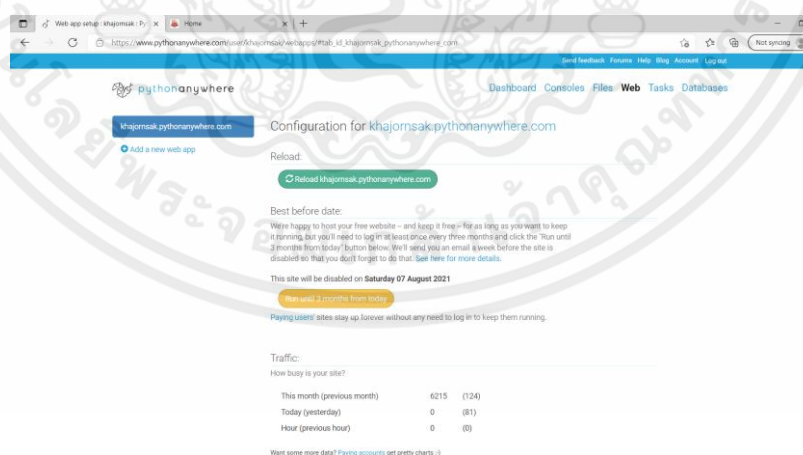 Web app setup : khajornsak : Py
Home
https://www.pythonanywhere.com/user/khajornsak/webapps/#tab_id_khajornsak_pythonanywhere_com
Not syncing
Send feedback Forums Help Blog Account Log out
pythonanywhere
Dashboard Consoles Files Web Tasks Databases
khajornsak.pythonanywhere.com
Add a new web app
Configuration for khajornsak.pythonanywhere.com
Reload:
Reload khajornsak.pythonanywhere.com
Best before date:
We're happy to host your free website – and keep it free – for as long as you want to keep
it running, but you'll need to log in at least once every three months and click the "Run until
3 months from today" button below. We'll send you an email a week before the site is
disabled so that you don't forget to do that. See here for more details.
This site will be disabled on Saturday 07 August 2021
Run until 3 months from today
Paying users' sites stay up forever without any need to log in to keep them running.
Traffic:
How busy is your site?
This month (previous month) 6215 (124)
Today (yesterday) 0 (81)
Hour (previous hour) 0 (0)
Want some more data? Paying accounts get pretty charts ;-)